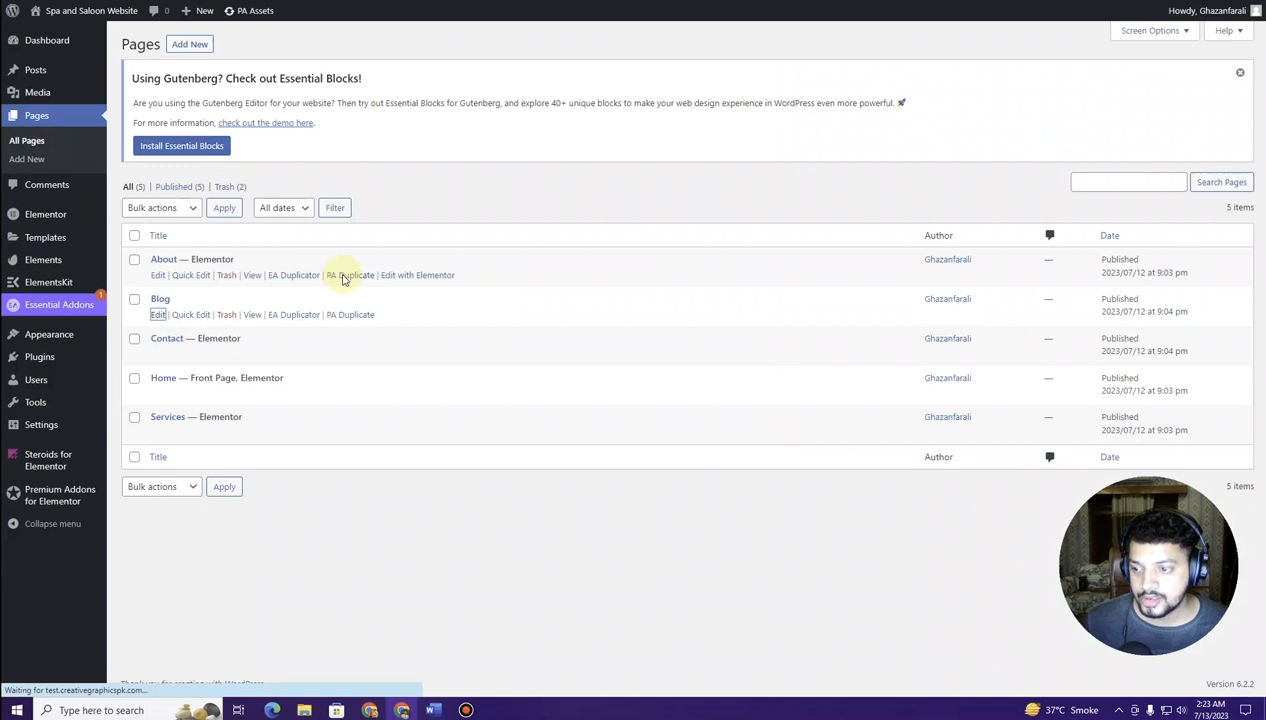 Spa and Saloon Website 0 New PA Assets Howdy, Ghazanfarali
Screen Options Help
Dashboard
Posts
Media
Pages
All Pages
Add New
Comments
Elementor
Templates
Elements
ElementsKit
Essential Addons 1
Appearance
Plugins
Users
Tools
Settings
Steroids for
Elementor
Premium Addons
for Elementor
Collapse menu
Pages Add New
Using Gutenberg? Check out Essential Blocks!
Are you using the Gutenberg Editor for your website? Then try out Essential Blocks for Gutenberg, and explore 40+ unique blocks to make your web design experience in WordPress even more powerful. 🚀
For more information, check out the demo here.
Install Essential Blocks
All (5) | Published (5) | Trash (2)
Search Pages
Bulk actions Apply All dates Filter 5 items
Title Author Date
About — Elementor Ghazanfarali — Published
Edit | Quick Edit | Trash | View | EA Duplicator | PA Duplicate | Edit with Elementor 2023/07/12 at 9:03 pm
Blog Ghazanfarali — Published
Edit | Quick Edit | Trash | View | EA Duplicator | PA Duplicate 2023/07/12 at 9:04 pm
Contact — Elementor Ghazanfarali — Published
2023/07/12 at 9:04 pm
Home — Front Page, Elementor Ghazanfarali — Published
2023/07/12 at 9:03 pm
Services — Elementor Ghazanfarali — Published
2023/07/12 at 9:03 pm
Title Author Date
Bulk actions Apply 5 items
Thank you for creating with WordPress. Version 6.2.2
Waiting for test.creativegraphicspk.com...
Type here to search 37°C Smoke 2:23 AM
7/13/2023